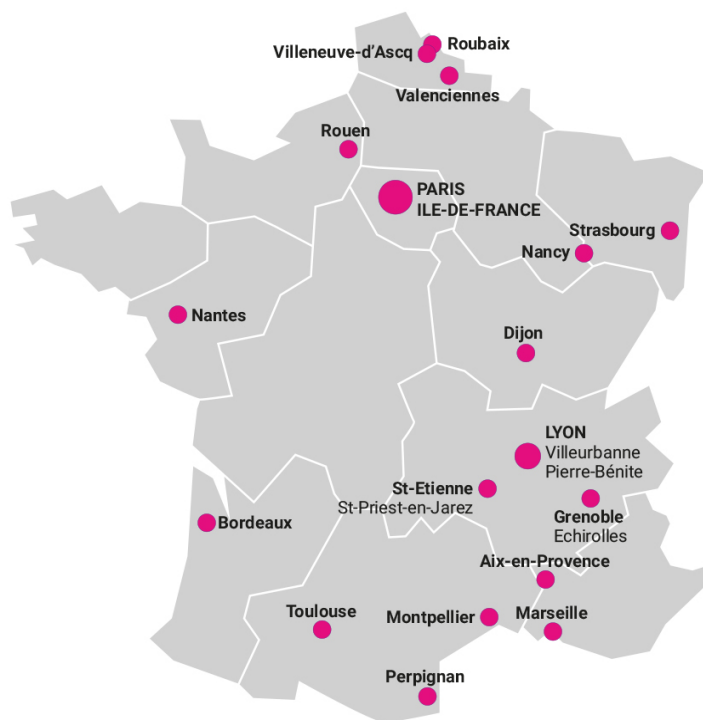 Roubaix
Villeneuve-d'Ascq
Valenciennes
Rouen
PARIS
ILE-DE-FRANCE
Strasbourg
Nancy
Nantes
Dijon
LYON
Villeurbanne
Pierre-Bénite
St-Etienne
St-Priest-en-Jarez
Grenoble
Echirolles
Bordeaux
Aix-en-Provence
Toulouse
Montpellier
Marseille
Perpignan